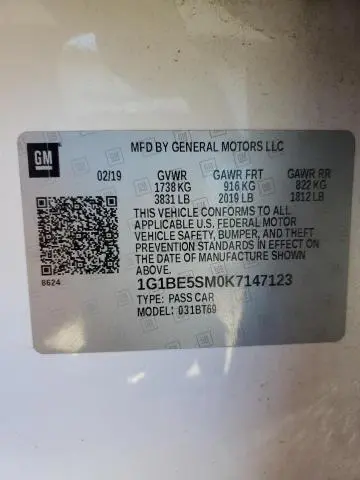 GM
MFD BY GENERAL MOTORS LLC
02/19 GVWR GAWR FRT GAWR RR
1738 KG 916 KG 822 KG
3831 LB 2019 LB 1812 LB
THIS VEHICLE CONFORMS TO ALL
APPLICABLE U.S. FEDERAL MOTOR
VEHICLE SAFETY, BUMPER, AND THEFT
PREVENTION STANDARDS IN EFFECT ON
THE DATE OF MANUFACTURE SHOWN
ABOVE.
8624
1G1BE5SM0K7147123
TYPE: PASS CAR
MODEL: 031BT69